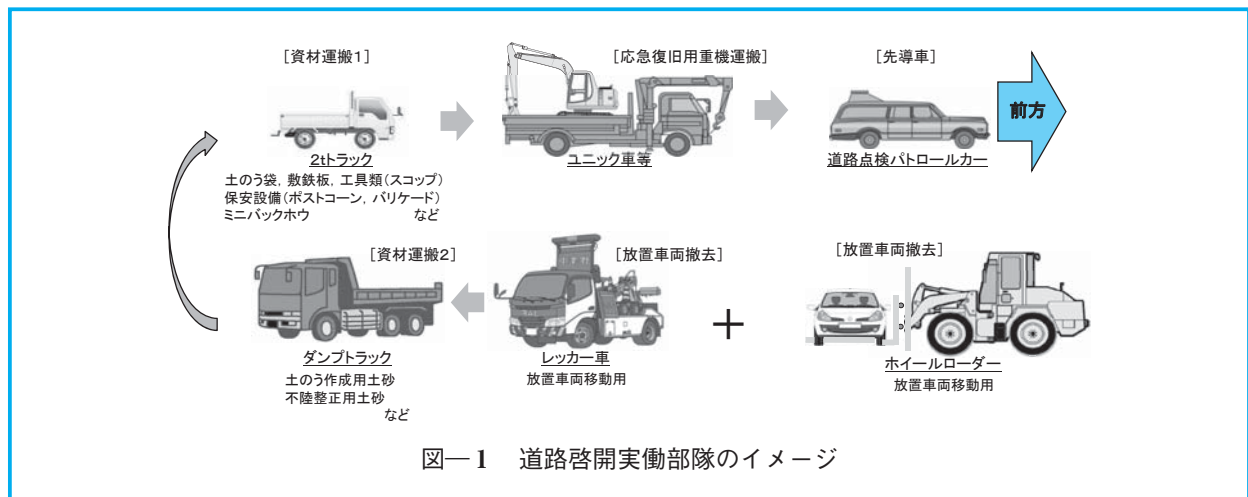 [資材運搬1]
[応急復旧用重機運搬]
[先導車]
前方
2tトラック
ユニック車等
道路点検パトロールカー
土のう袋，敷鉄板，工具類（スコップ）
保安設備（ポストコーン，バリケード）
ミニバックホウ など
[資材運搬2]
[放置車両撤去]
[放置車両撤去]
＋
ダンプトラック
レッカー車
ホイールローダー
土のう作成用土砂
不陸整正用土砂
など
放置車両移動用
放置車両移動用
図―1 道路啓開実働部隊のイメージ